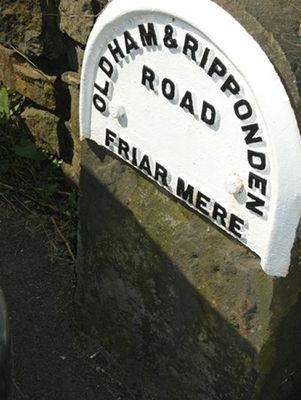 OLDHAM & RIPPONDEN
ROAD
FRIAR MERE